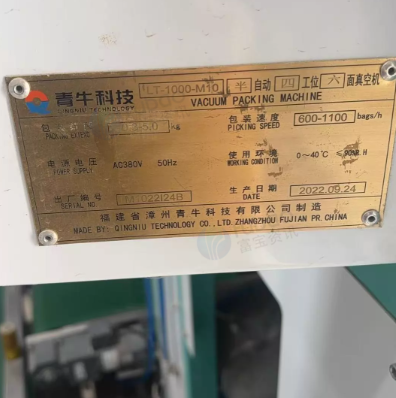 青牛科技
QINGNIU TECHNOLOGY
LT-1000-M10 半自动 四工位 六面真空机
VACUUM PACKING MACHINE
kg
包装速度 600-1100 bags/h
PICKING SPEED
电源电压 AC380V 50Hz
POWER SUPPLY
使用环境 0~40℃
WORKING CONDITION
出厂编号
SERIAL NO
生产日期 2022.09.24
DATE
福建省漳州青牛科技有限公司制造
MADE BY: QINGNIU TECHNOLOGY CO., LTD. ZHANGZHOU FUJIAN PR. CHINA